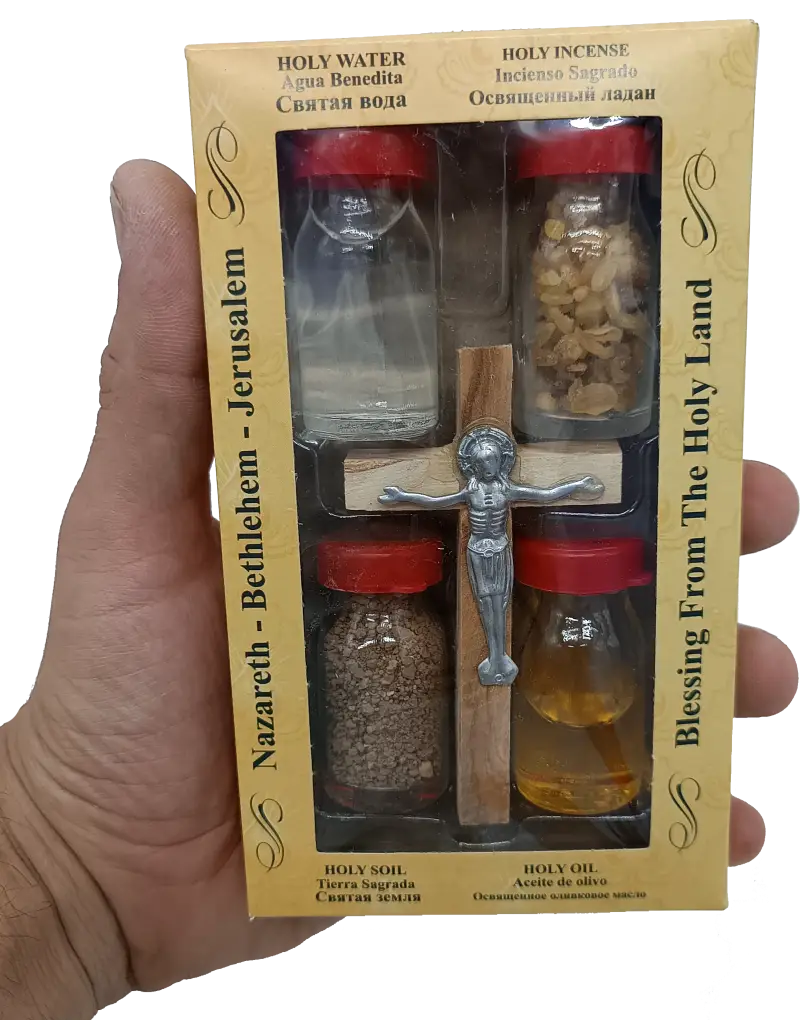 HOLY WATER
Agua Benedita
Святая вода
HOLY INCENSE
Incienso Sagrado
Освященный ладан
Nazareth - Bethlehem - Jerusalem
Blessing From The Holy Land
HOLY SOIL
Tierra Sagrada
Святая земля
HOLY OIL
Aceite de olivo
Освященное оливковое масло